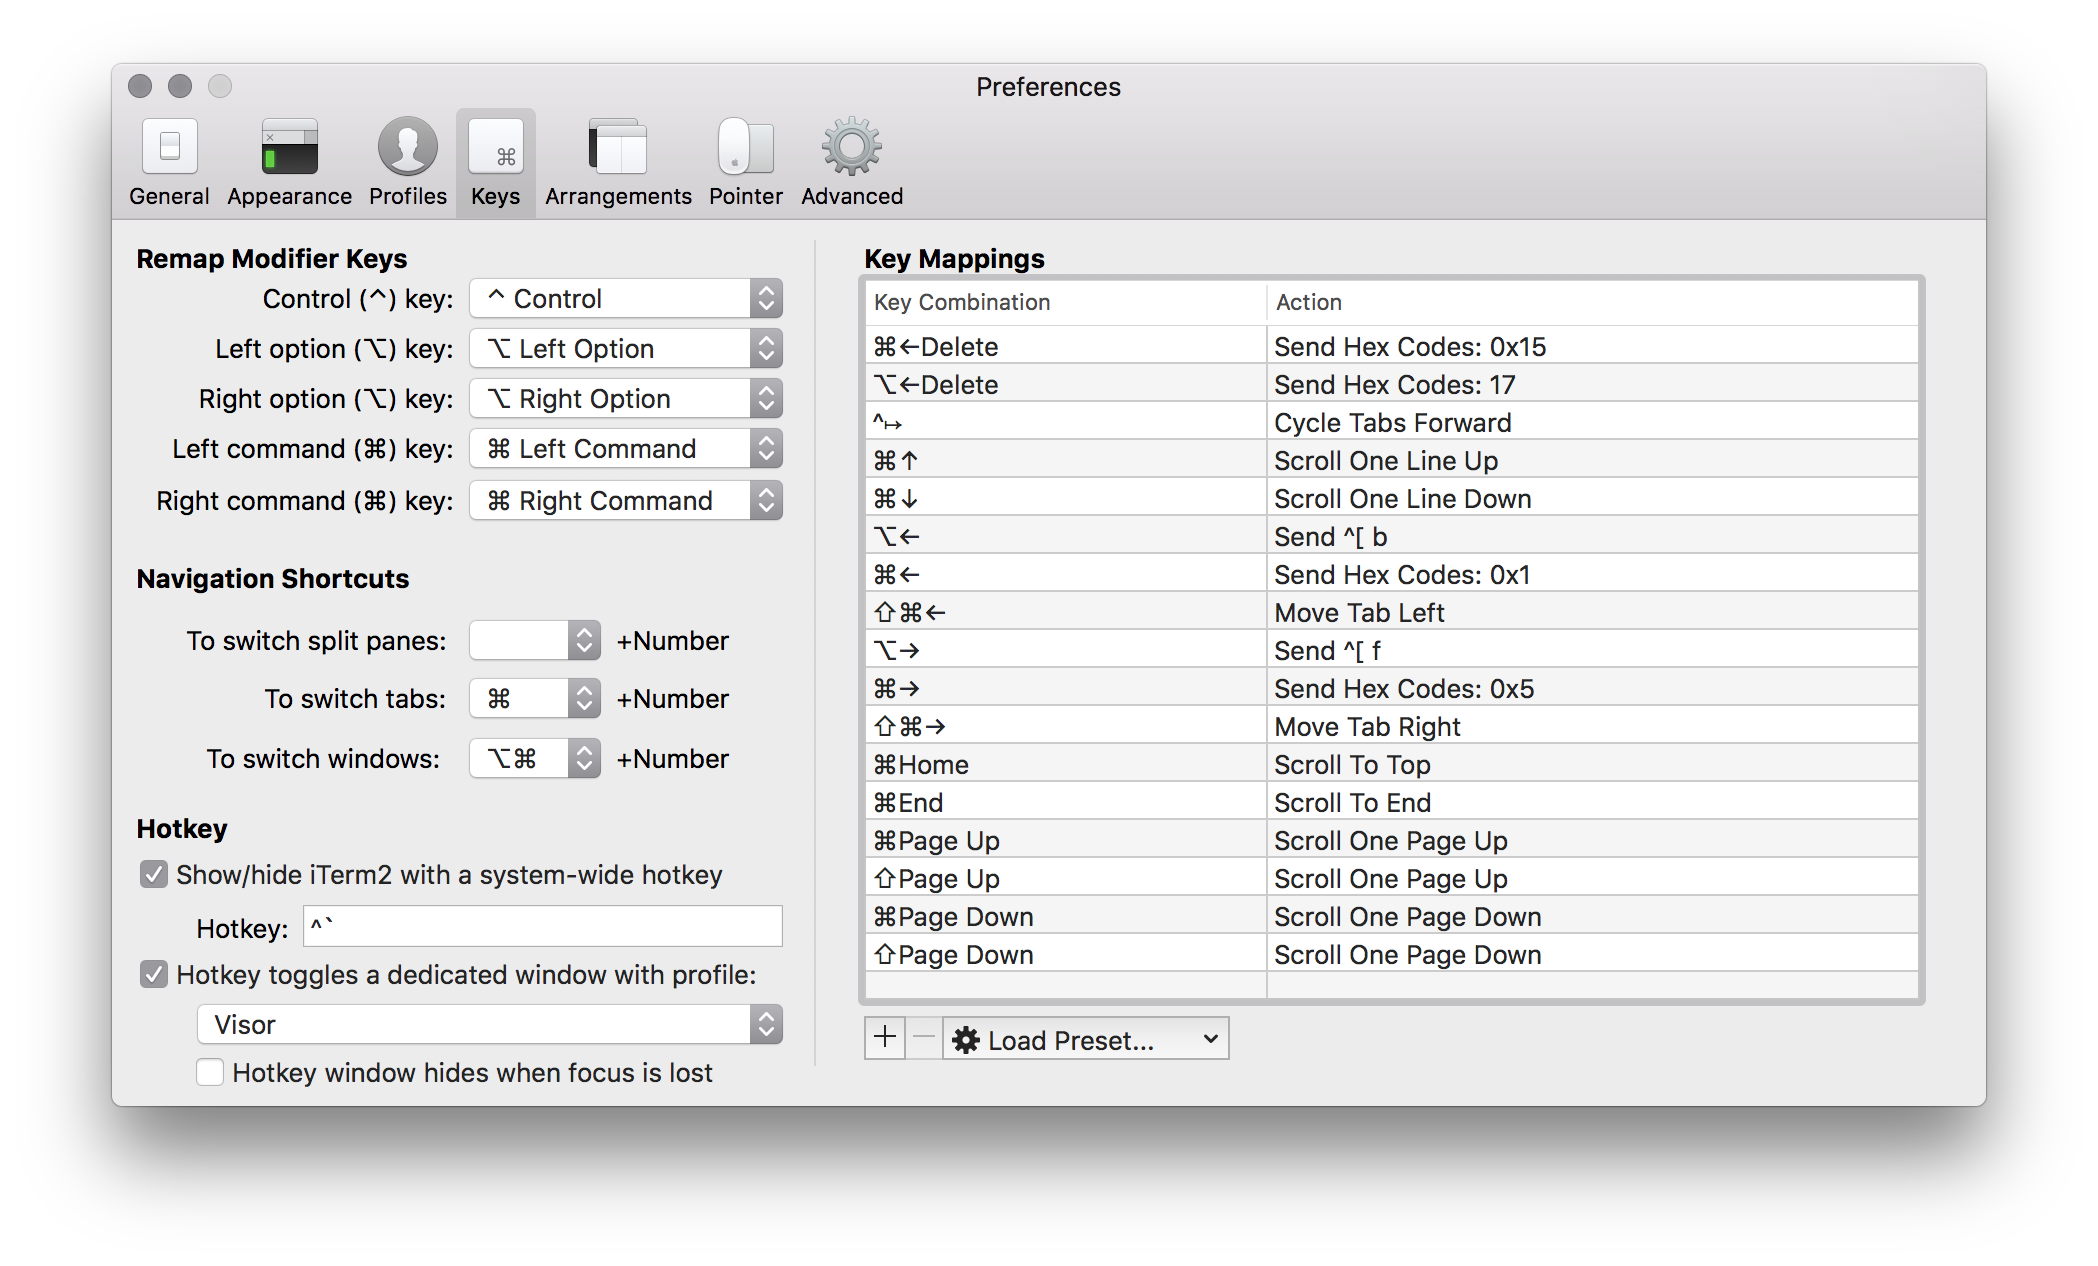 Preferences
General Appearance Profiles Keys Arrangements Pointer Advanced
Remap Modifier Keys
Control (^) key: ^ Control
Left option (⌥) key: ⌥ Left Option
Right option (⌥) key: ⌥ Right Option
Left command (⌘) key: ⌘ Left Command
Right command (⌘) key: ⌘ Right Command
Navigation Shortcuts
To switch split panes: +Number
To switch tabs: ⌘ +Number
To switch windows: ⌥⌘ +Number
Hotkey
Show/hide iTerm2 with a system-wide hotkey
Hotkey: ^`
Hotkey toggles a dedicated window with profile:
Visor
Hotkey window hides when focus is lost
Key Mappings
Key Combination Action
⌘←Delete Send Hex Codes: 0x15
⌥←Delete Send Hex Codes: 17
^↦ Cycle Tabs Forward
⌘↑ Scroll One Line Up
⌘↓ Scroll One Line Down
⌥← Send ^[ b
⌘← Send Hex Codes: 0x1
⇧⌘← Move Tab Left
⌥→ Send ^[ f
⌘→ Send Hex Codes: 0x5
⇧⌘→ Move Tab Right
⌘Home Scroll To Top
⌘End Scroll To End
⌘Page Up Scroll One Page Up
⇧Page Up Scroll One Page Up
⌘Page Down Scroll One Page Down
⇧Page Down Scroll One Page Down
Load Preset...